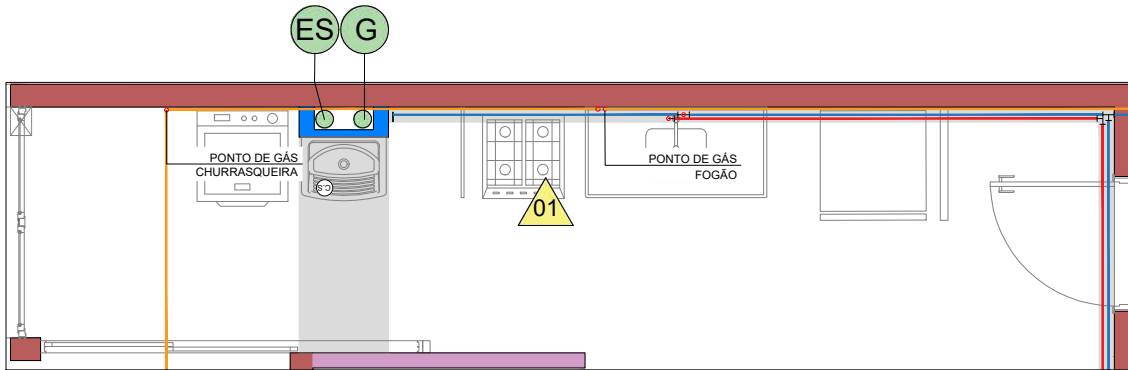 ES G
PONTO DE GÁS
CHURRASQUEIRA
PONTO DE GÁS
FOGÃO
C.S
01